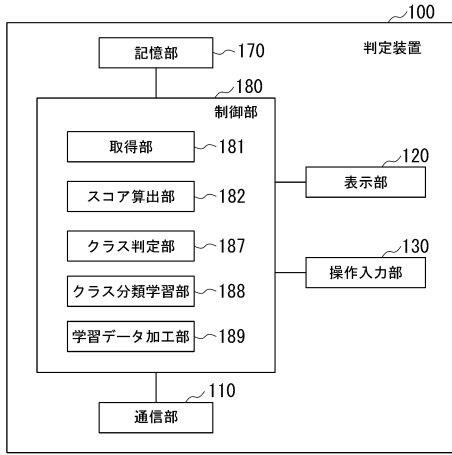 100
判定装置
記憶部 170
180
制御部
取得部 181
スコア算出部 182
クラス判定部 187
クラス分類学習部 188
学習データ加工部 189
120
表示部
130
操作入力部
110
通信部